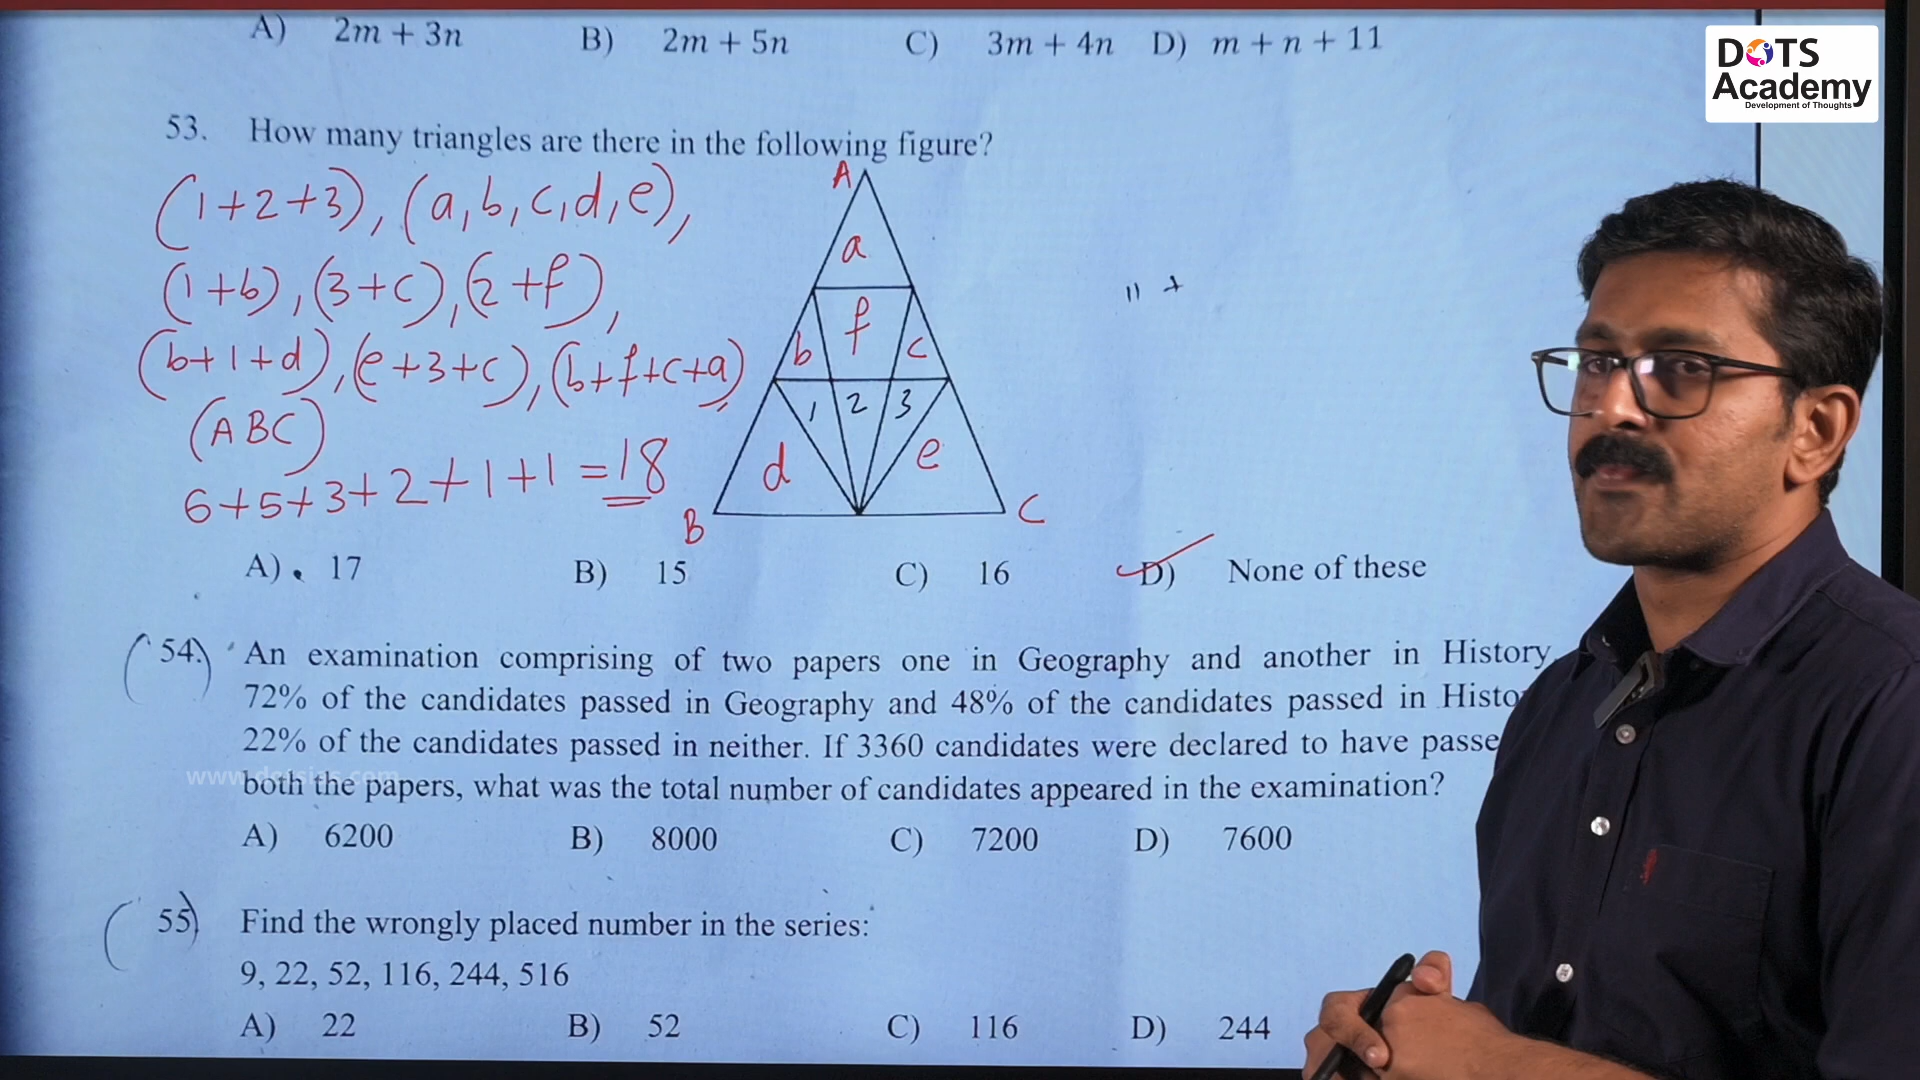 A) 2m + 3n B) 2m + 5n C) 3m + 4n D) m + n + 11
DOTS
Academy
Development of Thoughts
53. How many triangles are there in the following figure?
(1+2+3), (a, b, c, d, e),
(1+b), (3+c), (2+f),
(b+1+d), (e+3+c), (b+f+c+a)
(ABC)
6+5+3+2+1+1 = 18
A
a
f
b
c
1 2 3
d
e
B
C
11 +
A) 17 B) 15 C) 16 D) None of these
54. An examination comprising of two papers one in Geography and another in History
72% of the candidates passed in Geography and 48% of the candidates passed in Histo
22% of the candidates passed in neither. If 3360 candidates were declared to have passe
both the papers, what was the total number of candidates appeared in the examination?
A) 6200 B) 8000 C) 7200 D) 7600
55) Find the wrongly placed number in the series:
9, 22, 52, 116, 244, 516
A) 22 B) 52 C) 116 D) 244